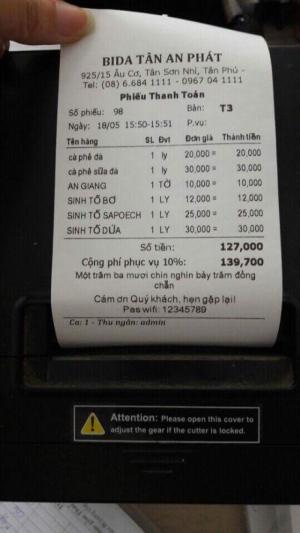 BIDA TÂN AN PHÁT
925/15 Âu Cơ, Tân Sơn Nhì, Tân Phú -
Tel: (08) 6.684 1111 - 0967 04 1111
Phiếu Thanh Toán
Số phiếu: 98 Bàn: T3
Ngày: 18/05 15:50-15:51 P.vu:
Tên hàng SL Đvt Đơn giá Thành tiền
cà phê đá 1 ly 20,000 = 20,000
cà phê sữa đá 1 ly 30,000 = 30,000
AN GIANG 1 TỜ 10,000 = 10,000
SINH TỐ BƠ 1 LY 12,000 = 12,000
SINH TỐ SAPOECH 1 LY 25,000 = 25,000
SINH TỐ DỪA 1 LY 30,000 = 30,000
Số tiền: 127,000
Cộng phí phục vụ 10%: 139,700
Một trăm ba mươi chin nghin bảy trăm đồng
chẵn
Cám ơn Quý khách, hẹn gặp lại!
Pas wifi: 12345789
Ca: 1 - Thu ngân: admin
Attention: Please open this cover to
adjust the gear if the cutter is locked.